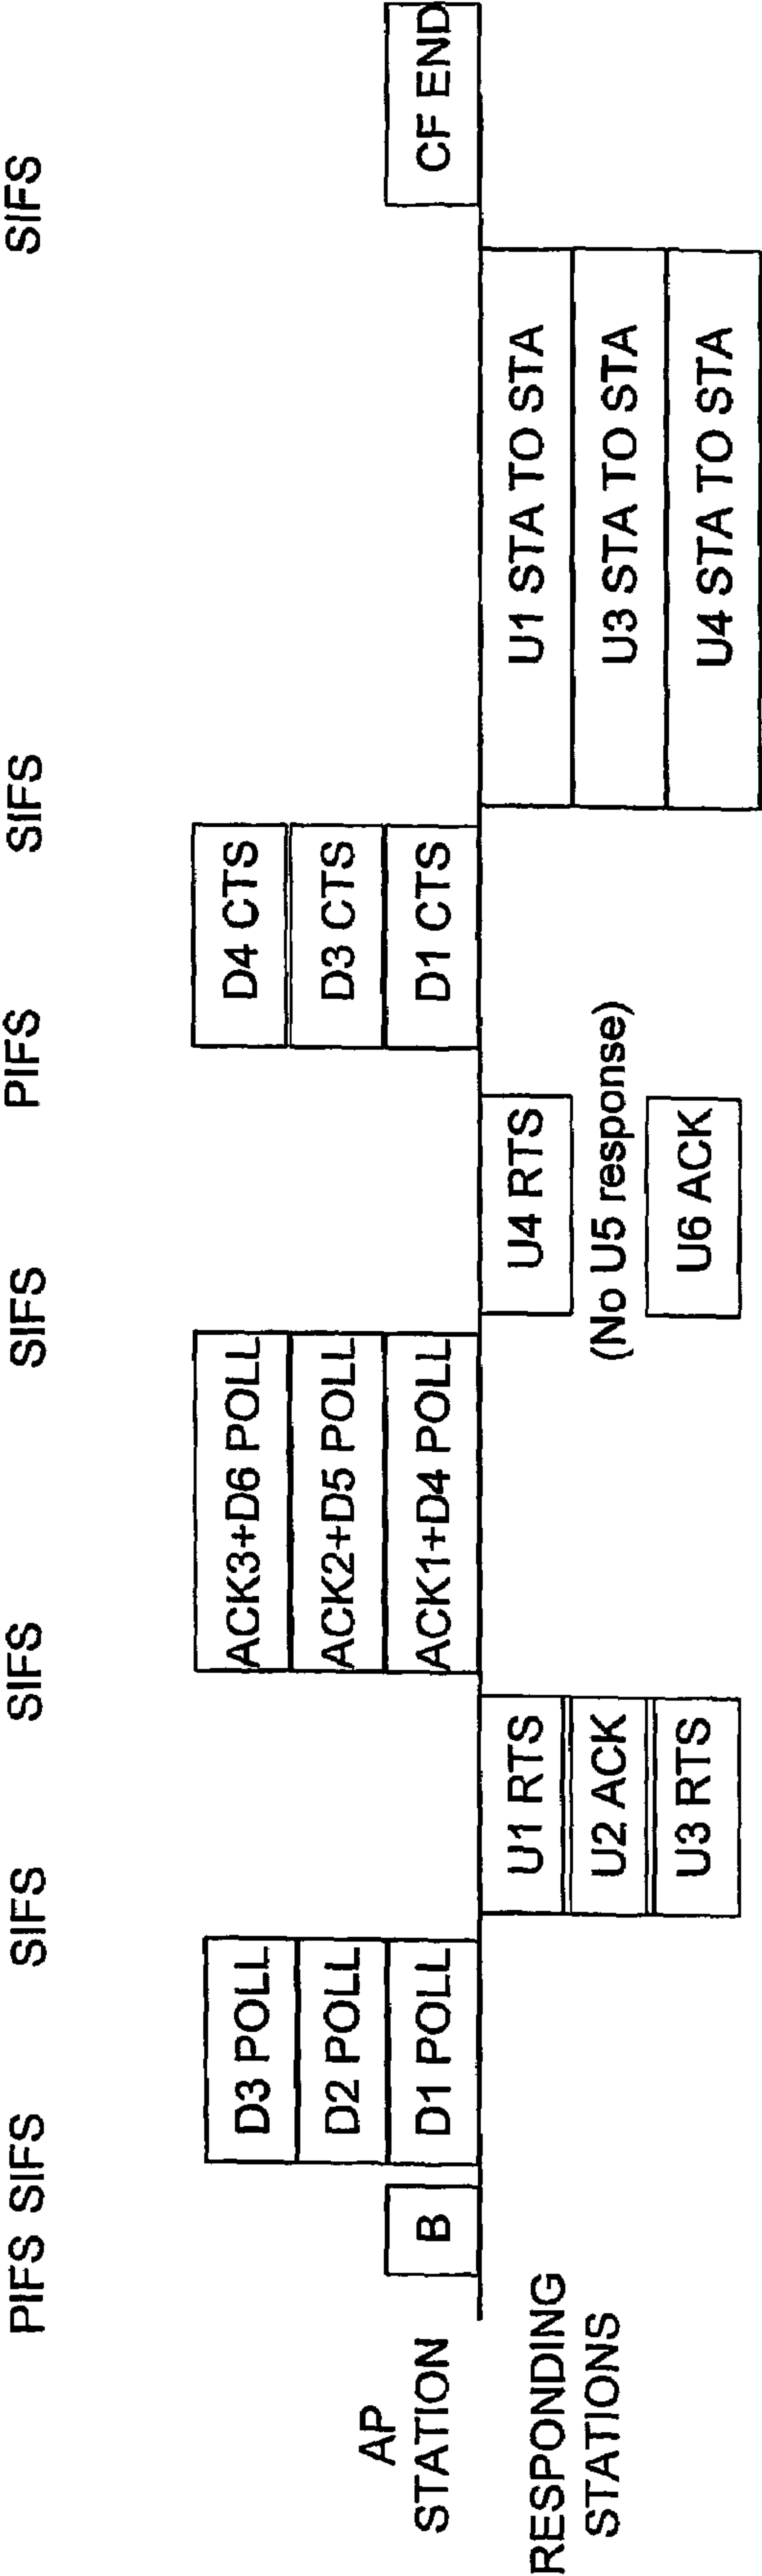 PIFS SIFS SIFS SIFS SIFS PIFS SIFS SIFS
AP
STATION
B
D3 POLL
D2 POLL
D1 POLL
ACK3+D6 POLL
ACK2+D5 POLL
ACK1+D4 POLL
D4 CTS
D3 CTS
D1 CTS
CF END
RESPONDING
STATIONS
U1 RTS
U2 ACK
U3 RTS
U4 RTS
(No U5 response)
U6 ACK
U1 STA TO STA
U3 STA TO STA
U4 STA TO STA